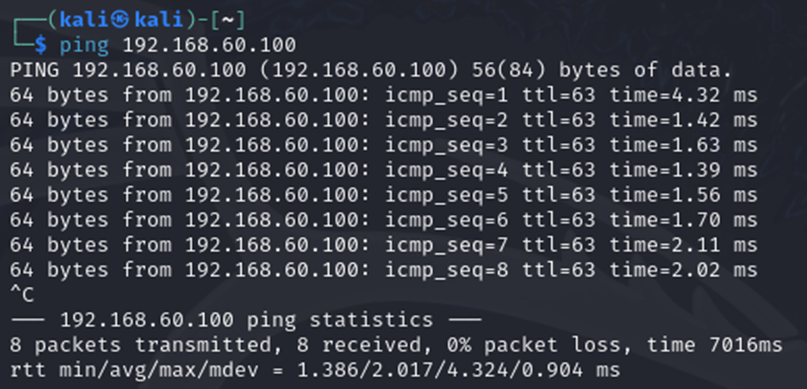 ┌──(kali㉿kali)-[~]
└─$ ping 192.168.60.100
PING 192.168.60.100 (192.168.60.100) 56(84) bytes of data.
64 bytes from 192.168.60.100: icmp_seq=1 ttl=63 time=4.32 ms
64 bytes from 192.168.60.100: icmp_seq=2 ttl=63 time=1.42 ms
64 bytes from 192.168.60.100: icmp_seq=3 ttl=63 time=1.63 ms
64 bytes from 192.168.60.100: icmp_seq=4 ttl=63 time=1.39 ms
64 bytes from 192.168.60.100: icmp_seq=5 ttl=63 time=1.56 ms
64 bytes from 192.168.60.100: icmp_seq=6 ttl=63 time=1.70 ms
64 bytes from 192.168.60.100: icmp_seq=7 ttl=63 time=2.11 ms
64 bytes from 192.168.60.100: icmp_seq=8 ttl=63 time=2.02 ms
^C
--- 192.168.60.100 ping statistics ---
8 packets transmitted, 8 received, 0% packet loss, time 7016ms
rtt min/avg/max/mdev = 1.386/2.017/4.324/0.904 ms